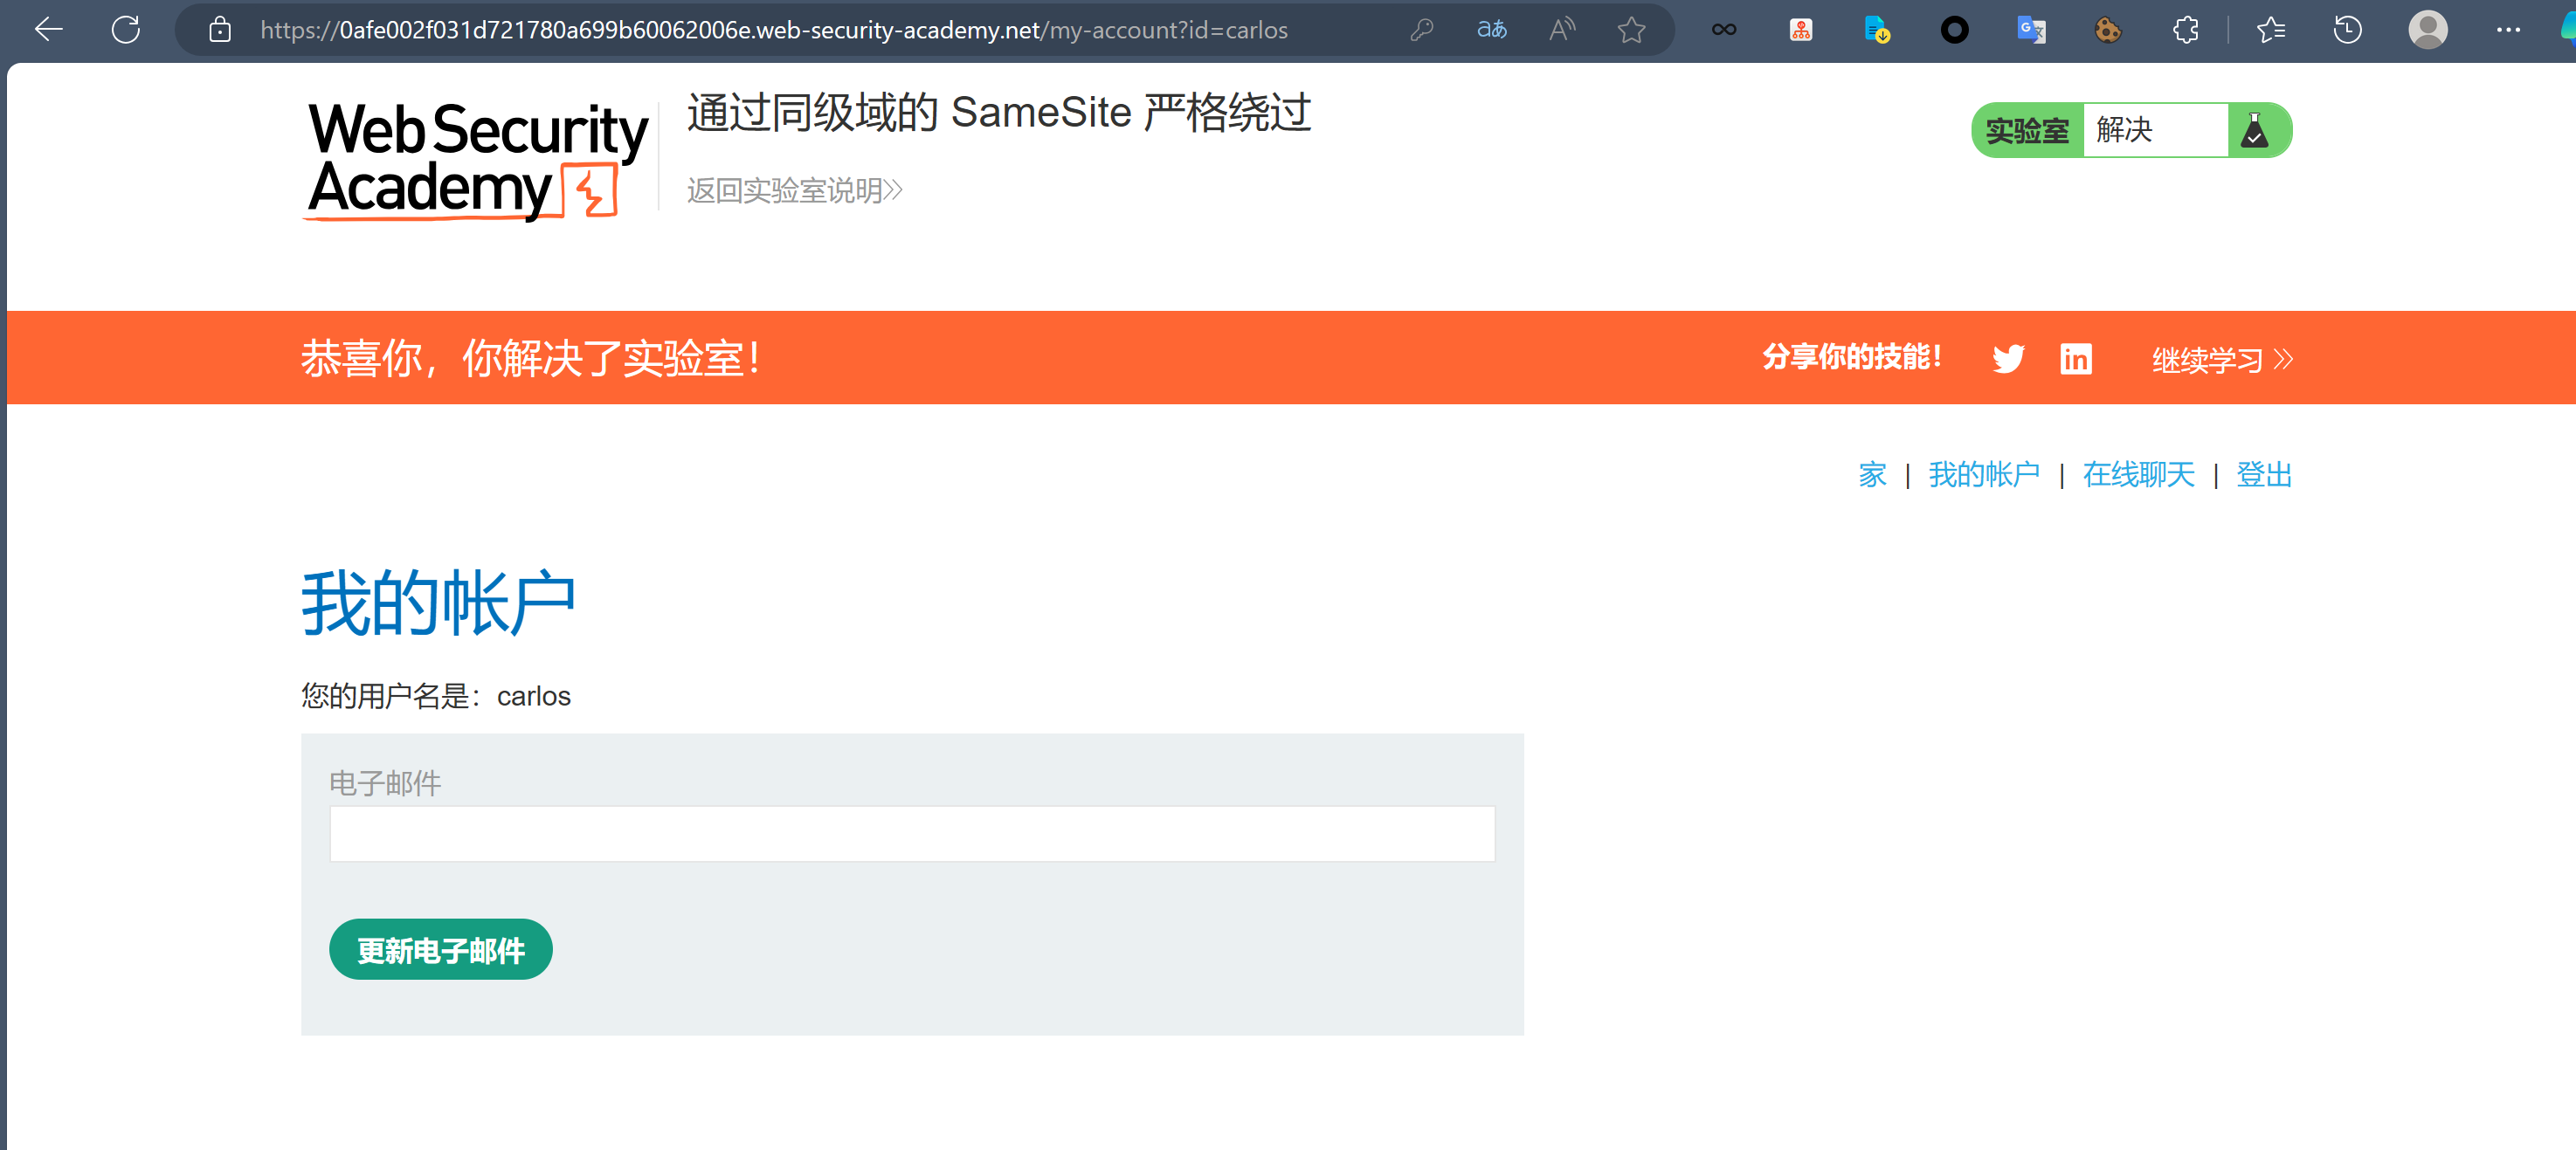 https://0afe002f031d721780a699b60062006e.web-security-academy.net/my-account?id=carlos
Web Security
Academy
通过同级域的 SameSite 严格绕过
返回实验室说明
实验室 解决
恭喜你，你解决了实验室！
分享你的技能！ 继续学习
家 | 我的帐户 | 在线聊天 | 登出
我的帐户
您的用户名是：carlos
电子邮件
更新电子邮件